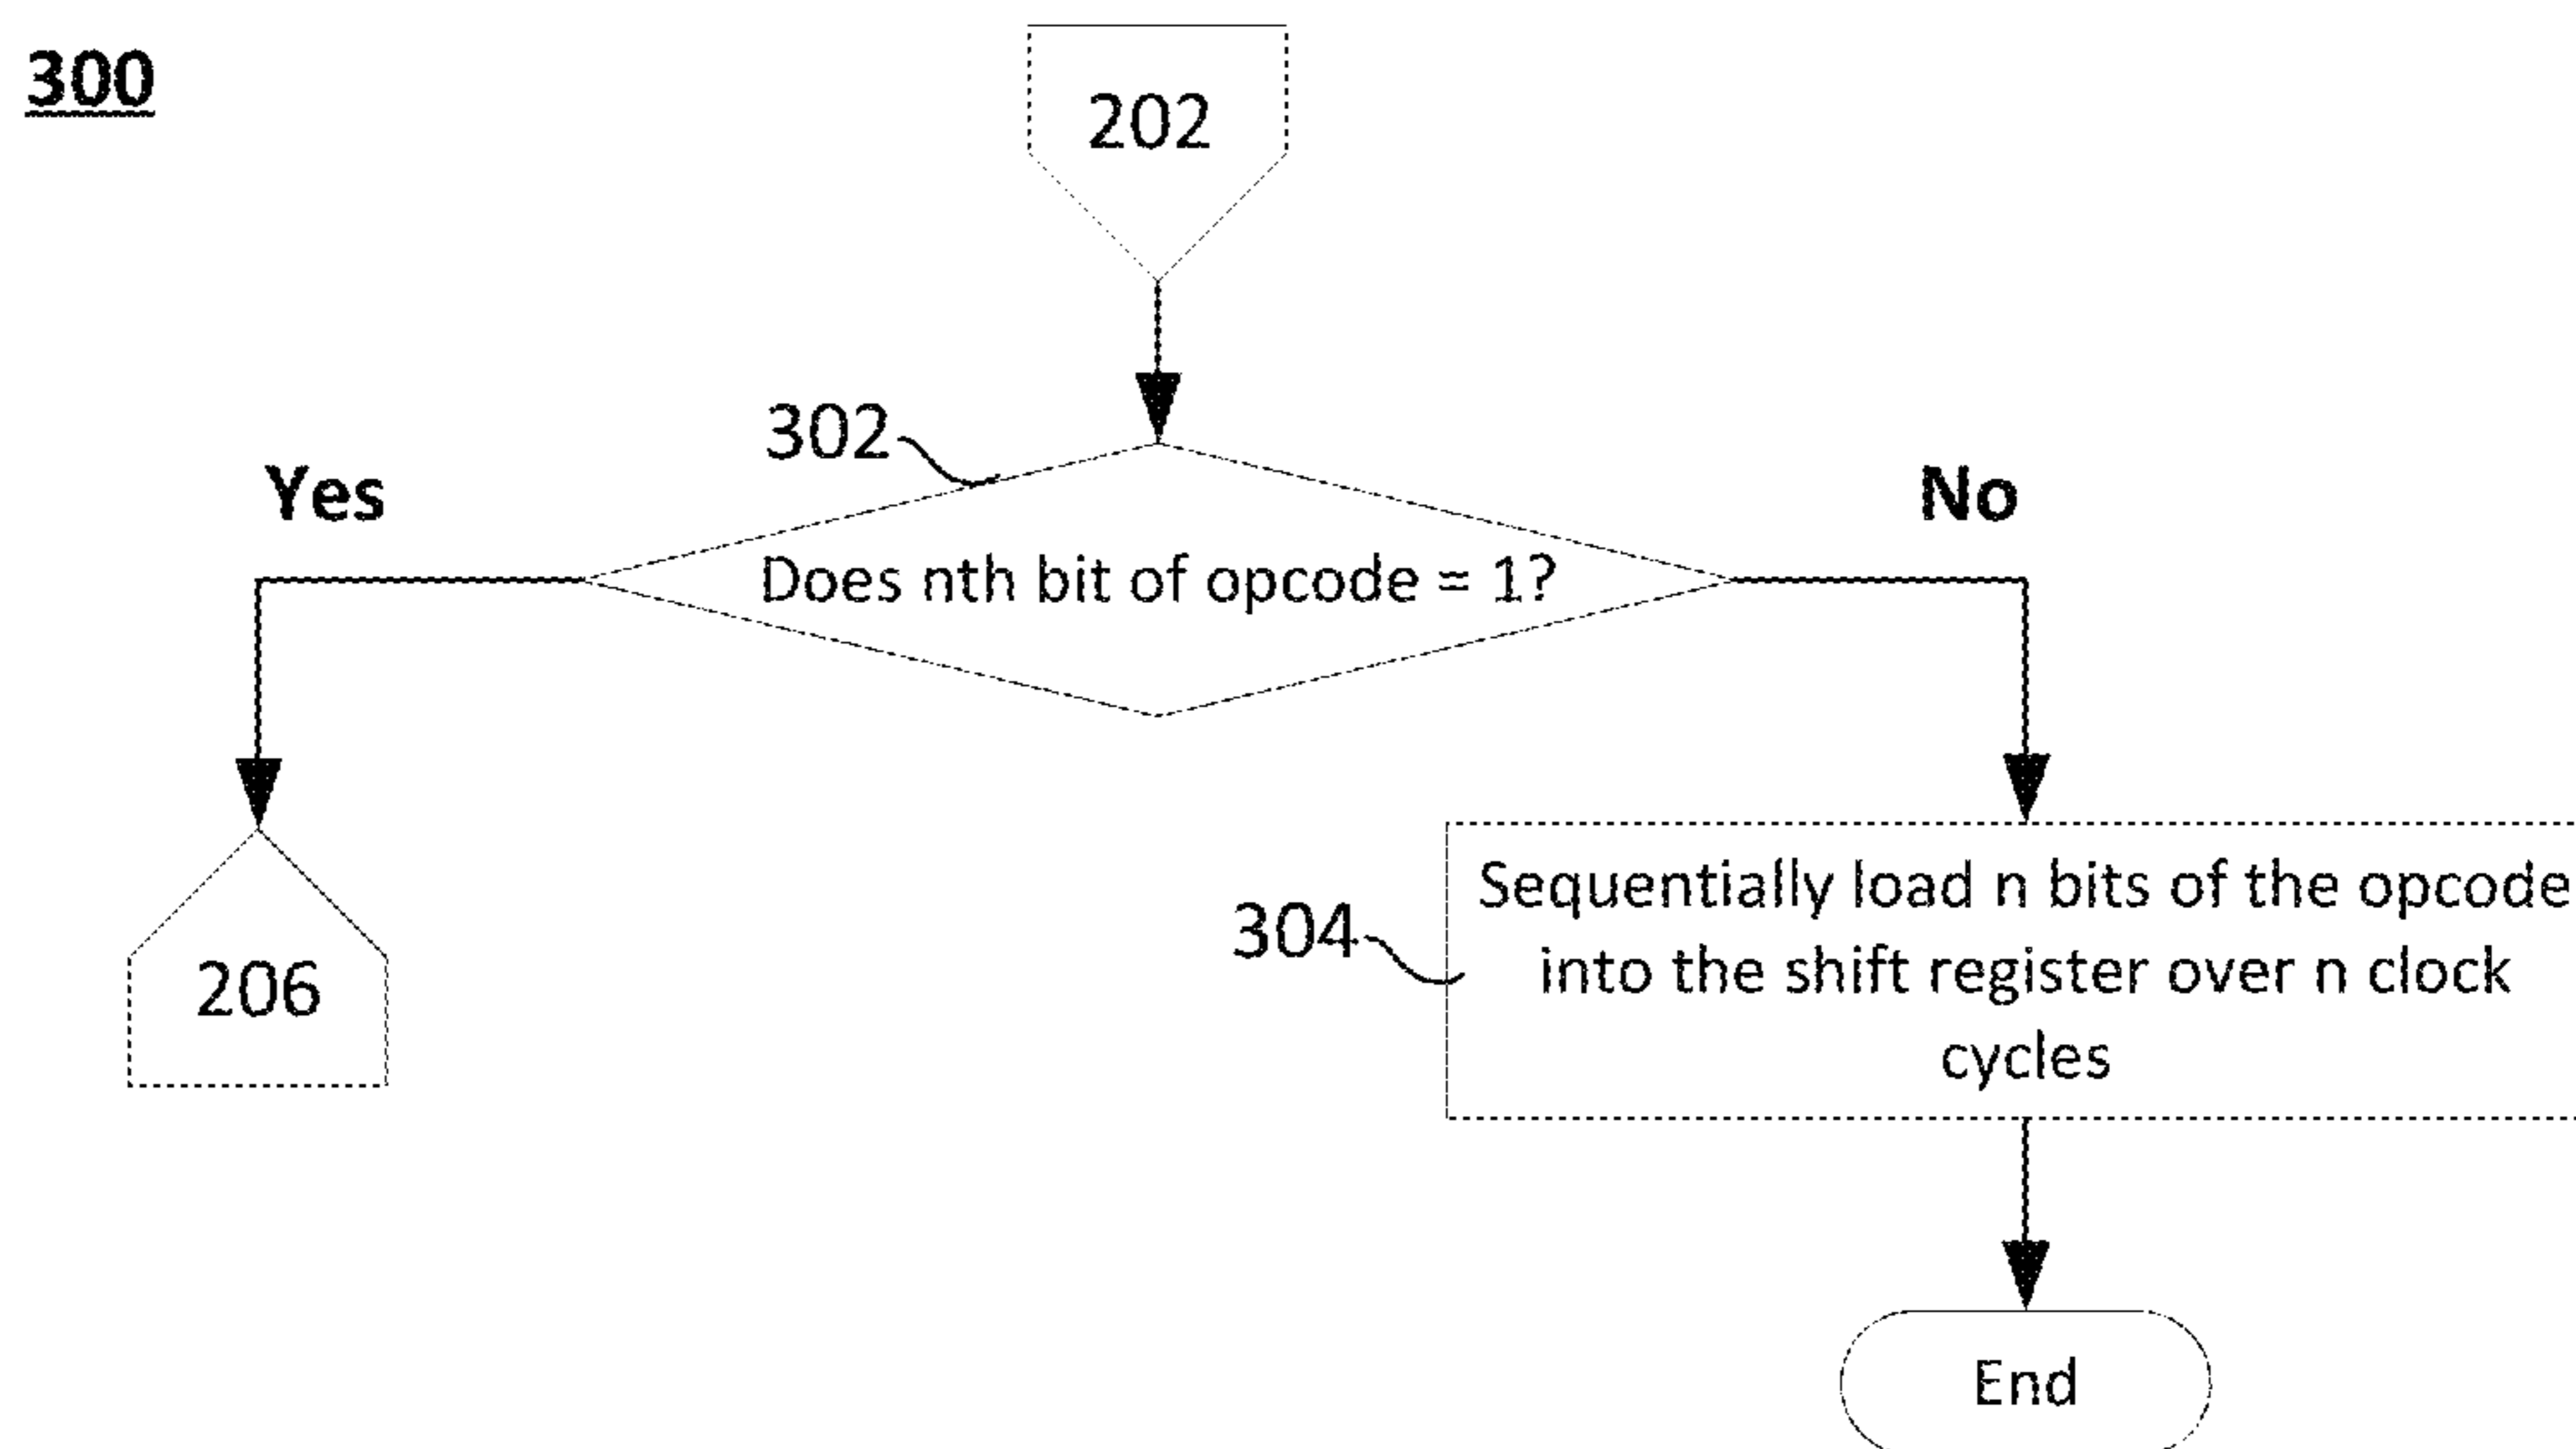 300
202
302
Yes
No
Does nth bit of opcode = 1?
206
304
Sequentially load n bits of the opcode
into the shift register over n clock
cycles
End